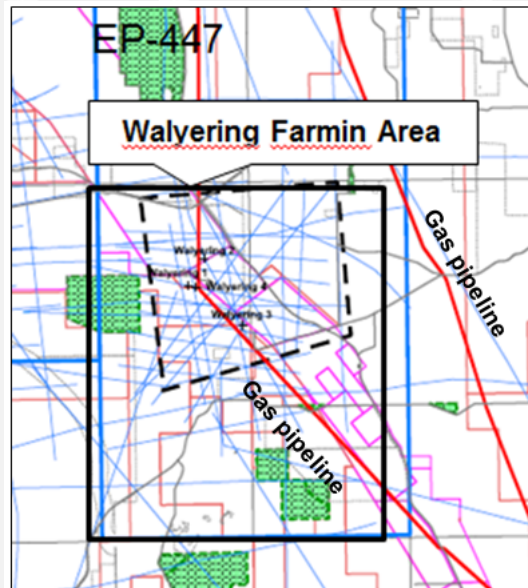 EP-447
Walyering Farmin Area
Gas pipeline
Walyering 2
Walyering 1
Walyering 4
Walyering 3
Gas pipeline